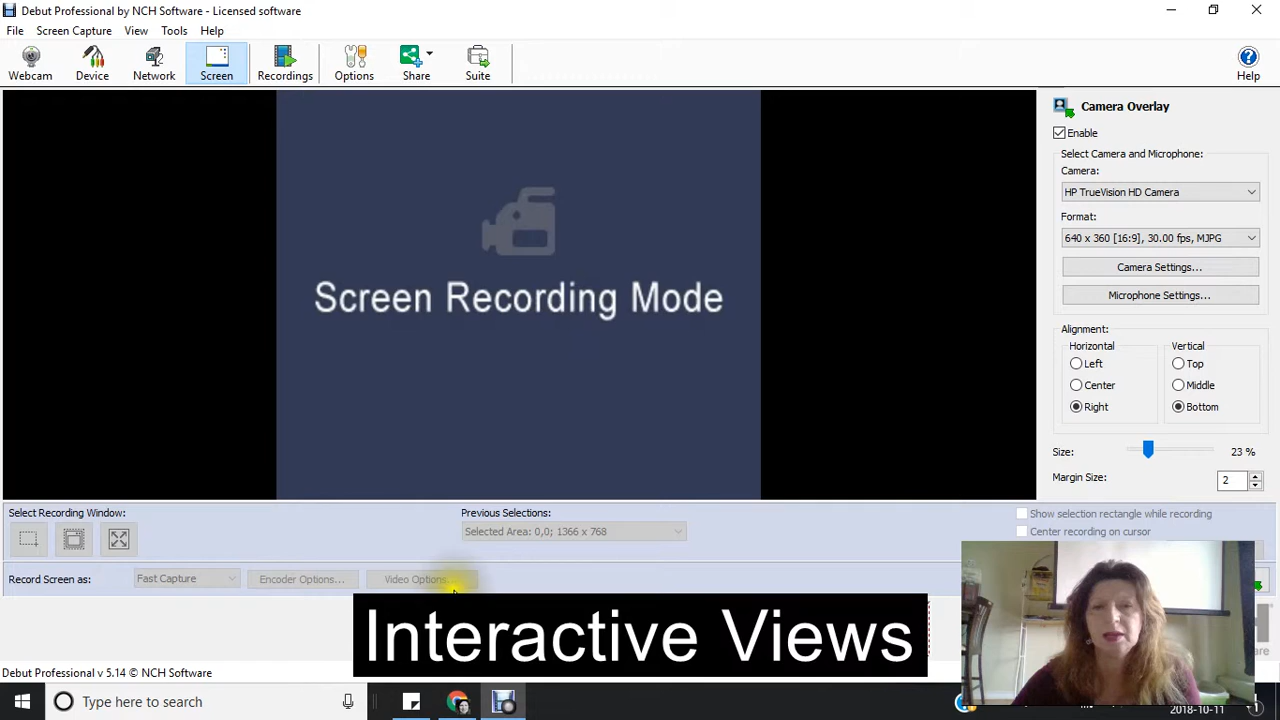 Debut Professional by NCH Software - Licensed software
File Screen Capture View Tools Help
Webcam Device Network Screen Recordings Options Share Suite Help
Camera Overlay
Enable
Select Camera and Microphone:
Camera:
HP TrueVision HD Camera
Format:
640 x 360 [16:9], 30.00 fps, MJPG
Camera Settings...
Microphone Settings...
Alignment:
Horizontal Vertical
Left Top
Center Middle
Right Bottom
Size: 23 %
Margin Size: 2
Screen Recording Mode
Select Recording Window: Previous Selections:
Selected Area: 0,0; 1366 x 768
Show selection rectangle while recording
Center recording on cursor
Record Screen as: Fast Capture Encoder Options... Video Options...
Interactive Views
Debut Professional v 5.14 © NCH Software
Type here to search
2018-10-11